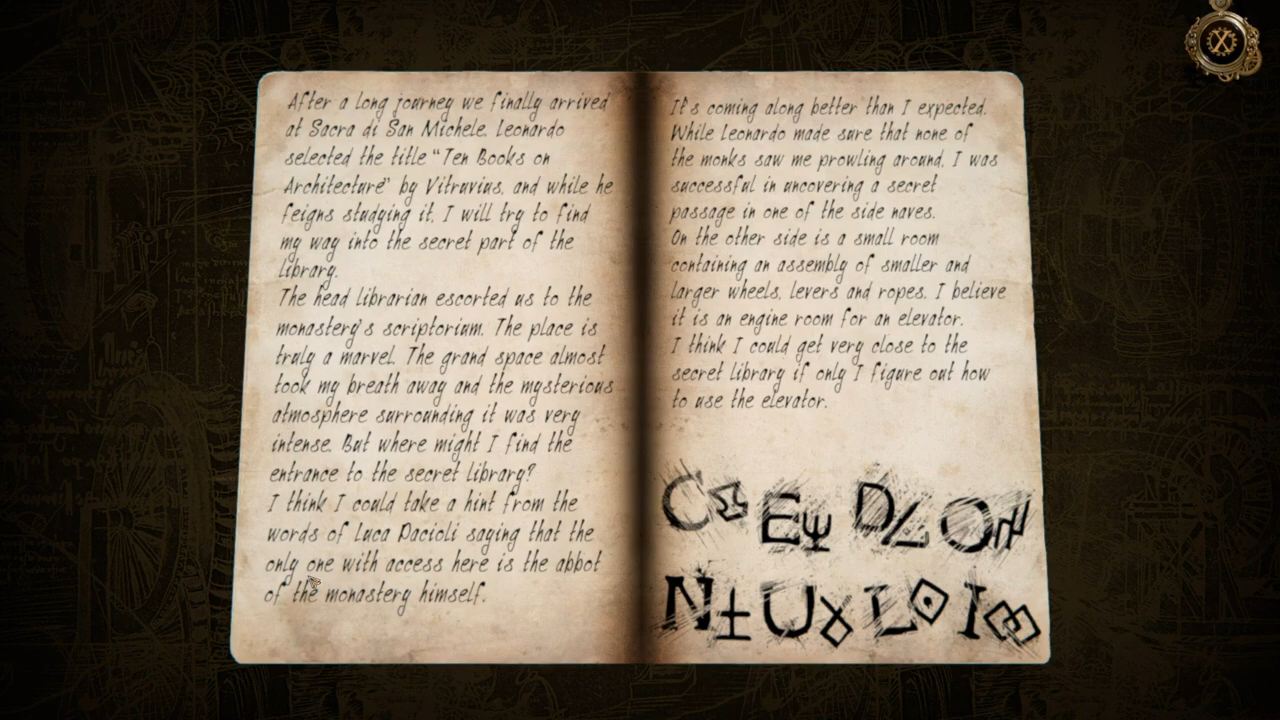 After a long journey we finally arrived
at Sacra di San Michele. Leonardo
selected the title "Ten Books on
Architecture" by Vitruvius, and while he
feigns studying it, I will try to find
my way into the secret part of the
library.
The head librarian escorted us to the
monastery's scriptorium. The place is
truly a marvel. The grand space almost
took my breath away and the mysterious
atmosphere surrounding it was very
intense. But where might I find the
entrance to the secret library?
I think I could take a hint from the
words of Luca Pacioli saying that the
only one with access here is the abbot
of the monastery himself.
It's coming along better than I expected.
While Leonardo made sure that none of
the monks saw me prowling around, I was
successful in uncovering a secret
passage in one of the side naves.
On the other side is a small room
containing an assembly of smaller and
larger wheels, levers and ropes. I believe
it is an engine room for an elevator.
I think I could get very close to the
secret library if only I figure out how
to use the elevator.
C E D O
N U L I